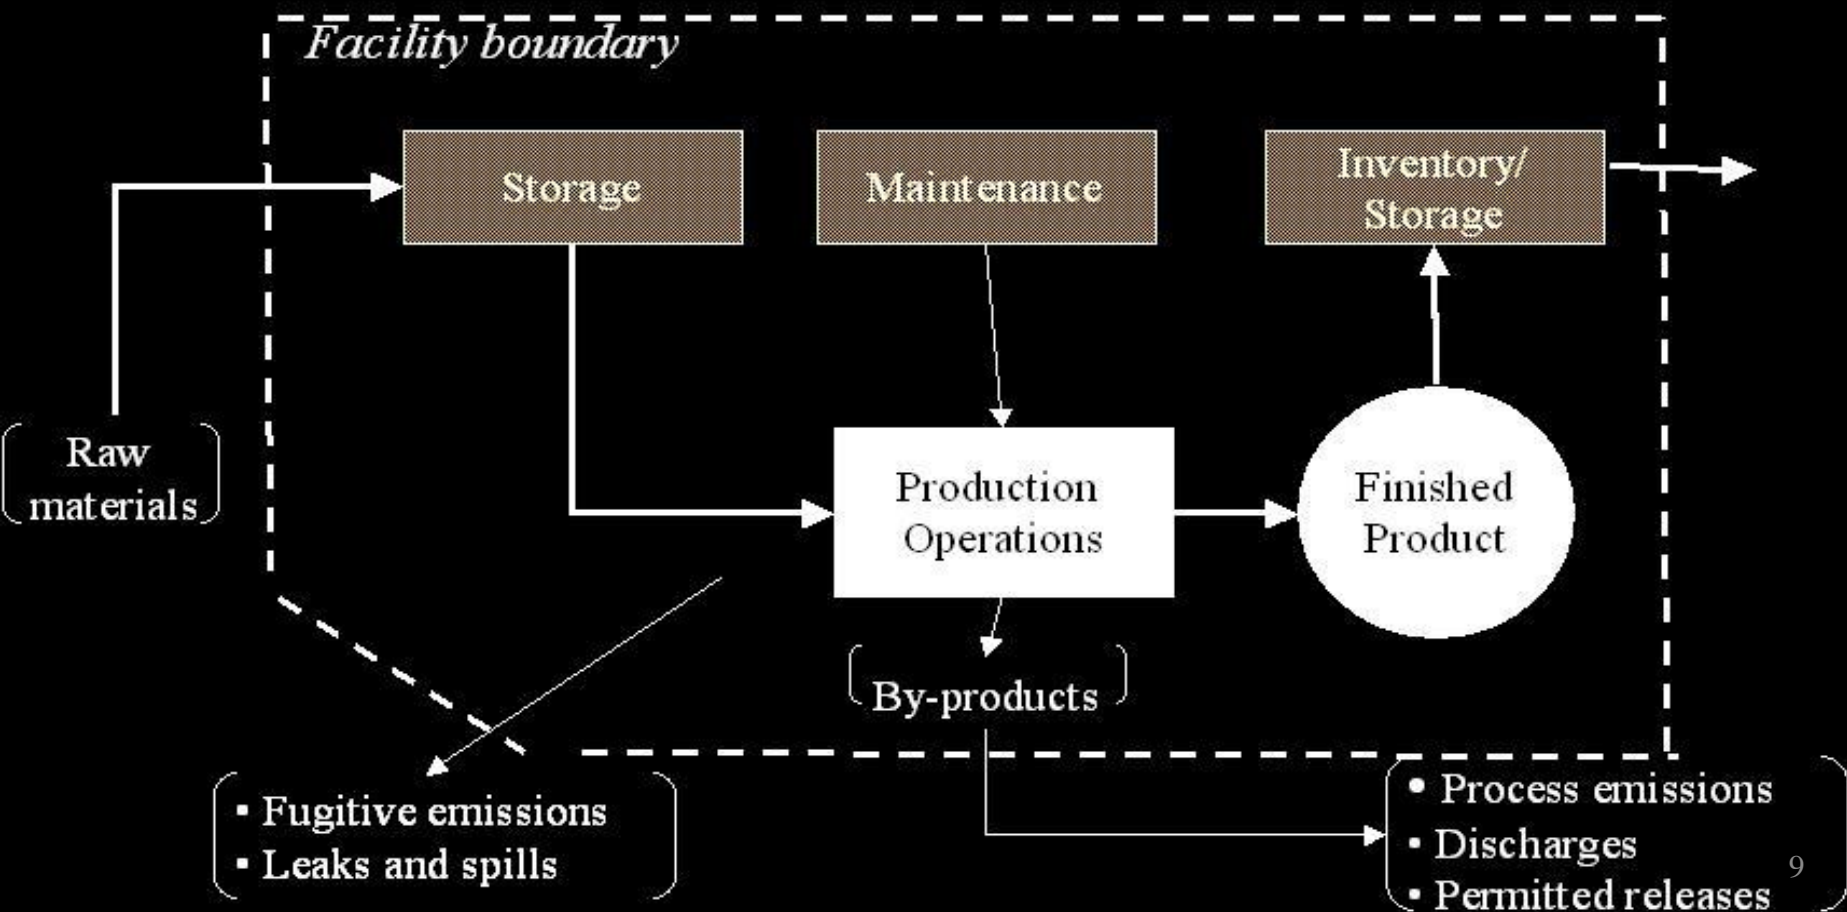 Facility boundary
Storage
Maintenance
Inventory/
Storage
Raw
materials
Production
Operations
Finished
Product
By-products
▪ Fugitive emissions
▪ Leaks and spills
• Process emissions
▪ Discharges
▪ Permitted releases
9